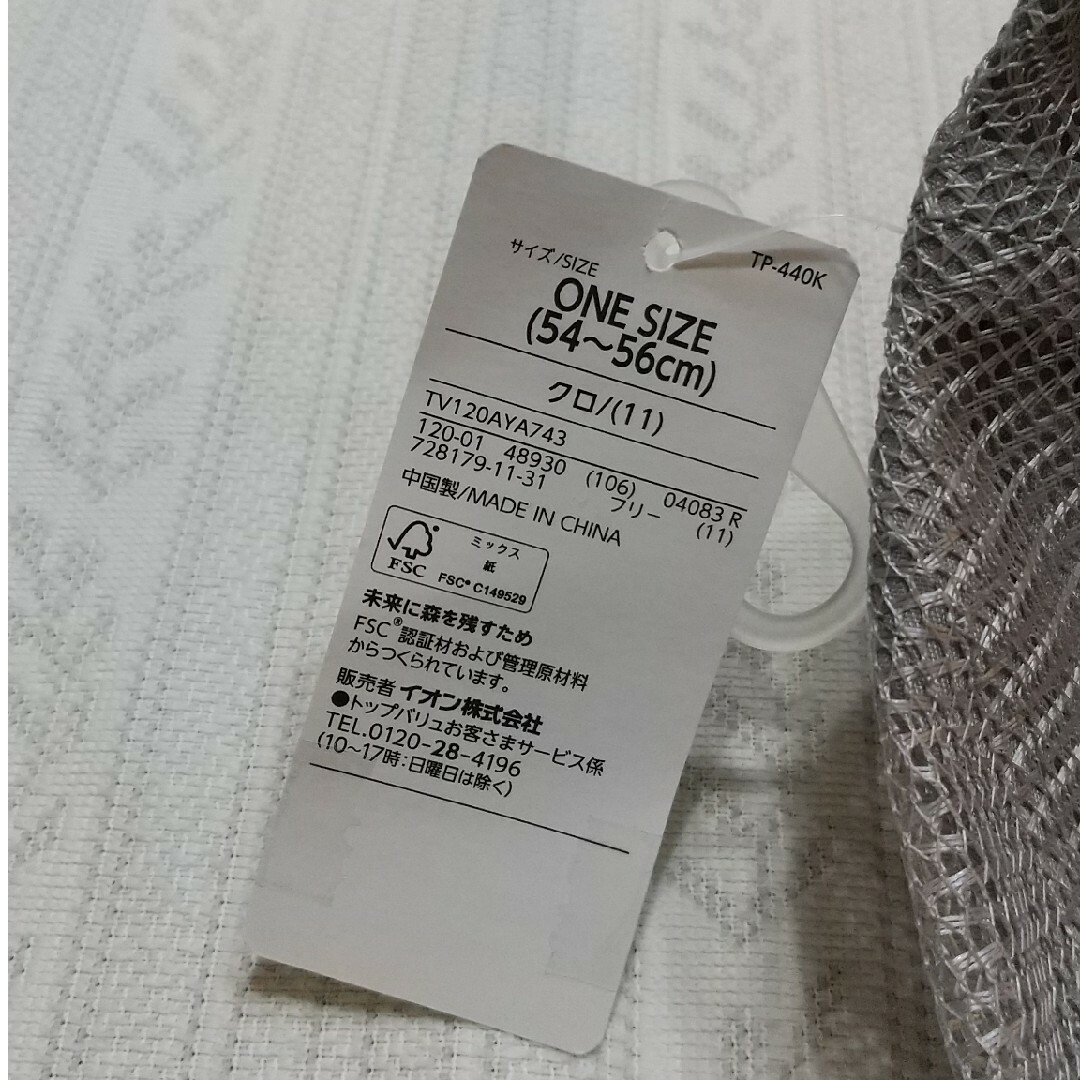 サイズ/SIZE
TP-440K
ONE SIZE
(54～56cm)
クロ/(11)
TV120AYA743
120-01 48930 (106) 04083 R
728179-11-31 フリー (11)
中国製/MADE IN CHINA
FSC
ミックス
紙
FSC® C149529
未来に森を残すため
FSC®認証材および管理原材料
からつくられています。
販売者 イオン株式会社
●トップバリュお客さまサービス係
TEL.0120-28-4196
(10～17時:日曜日は除く)